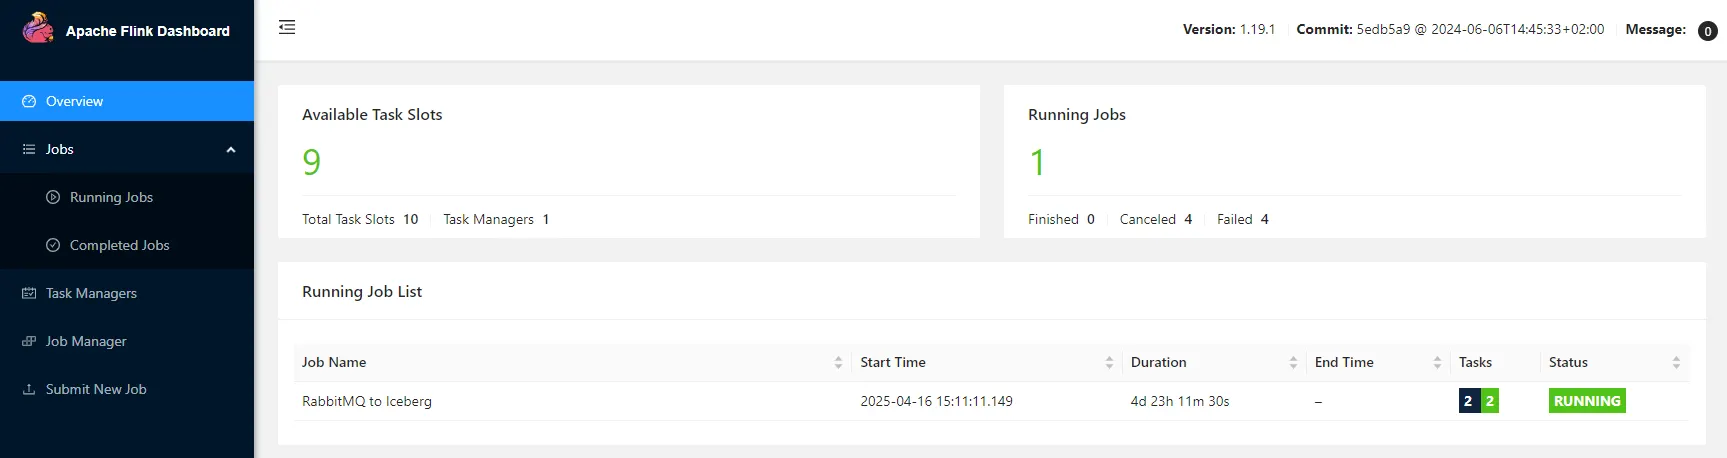 Apache Flink Dashboard
Version: 1.19.1 Commit: 5edb5a9 @ 2024-06-06T14:45:33+02:00 Message: 0
Overview
Jobs
Running Jobs
Completed Jobs
Task Managers
Job Manager
Submit New Job
Available Task Slots
9
Total Task Slots 10 Task Managers 1
Running Jobs
1
Finished 0 Canceled 4 Failed 4
Running Job List
Job Name Start Time Duration End Time Tasks Status
RabbitMQ to Iceberg 2025-04-16 15:11:11.149 4d 23h 11m 30s – 2 2 RUNNING